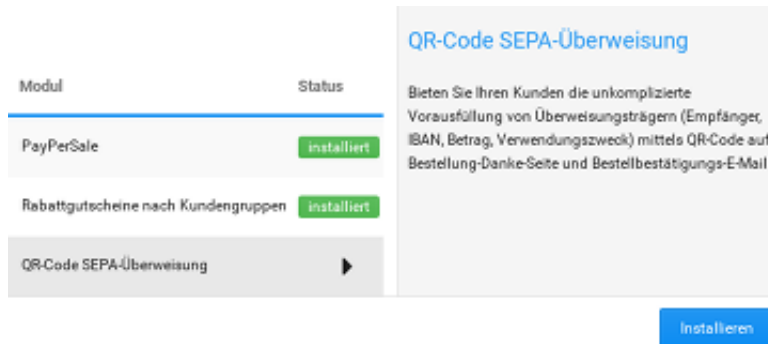 Modul Status
PayPerSale installiert
Rabattgutscheine nach Kundengruppen installiert
QR-Code SEPA-Überweisung
QR-Code SEPA-Überweisung
Bieten Sie Ihren Kunden die unkomplizierte
Vorausfüllung von Überweisungsträgern (Empfänger,
IBAN, Betrag, Verwendungszweck) mittels QR-Code auf
Bestellung-Danke-Seite und Bestellbestätigungs-E-Mail
Installieren